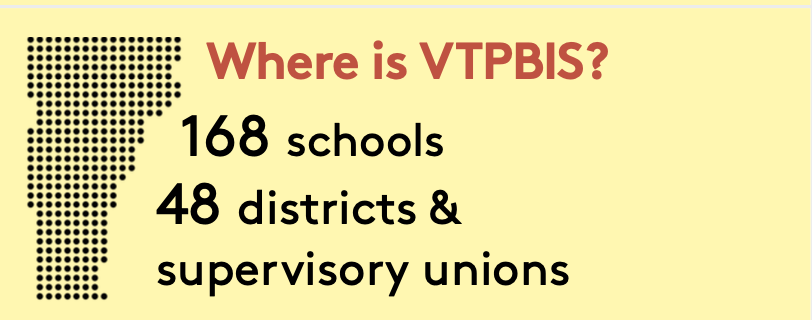 Where is VTPBIS?
168 schools
48 districts &
supervisory unions